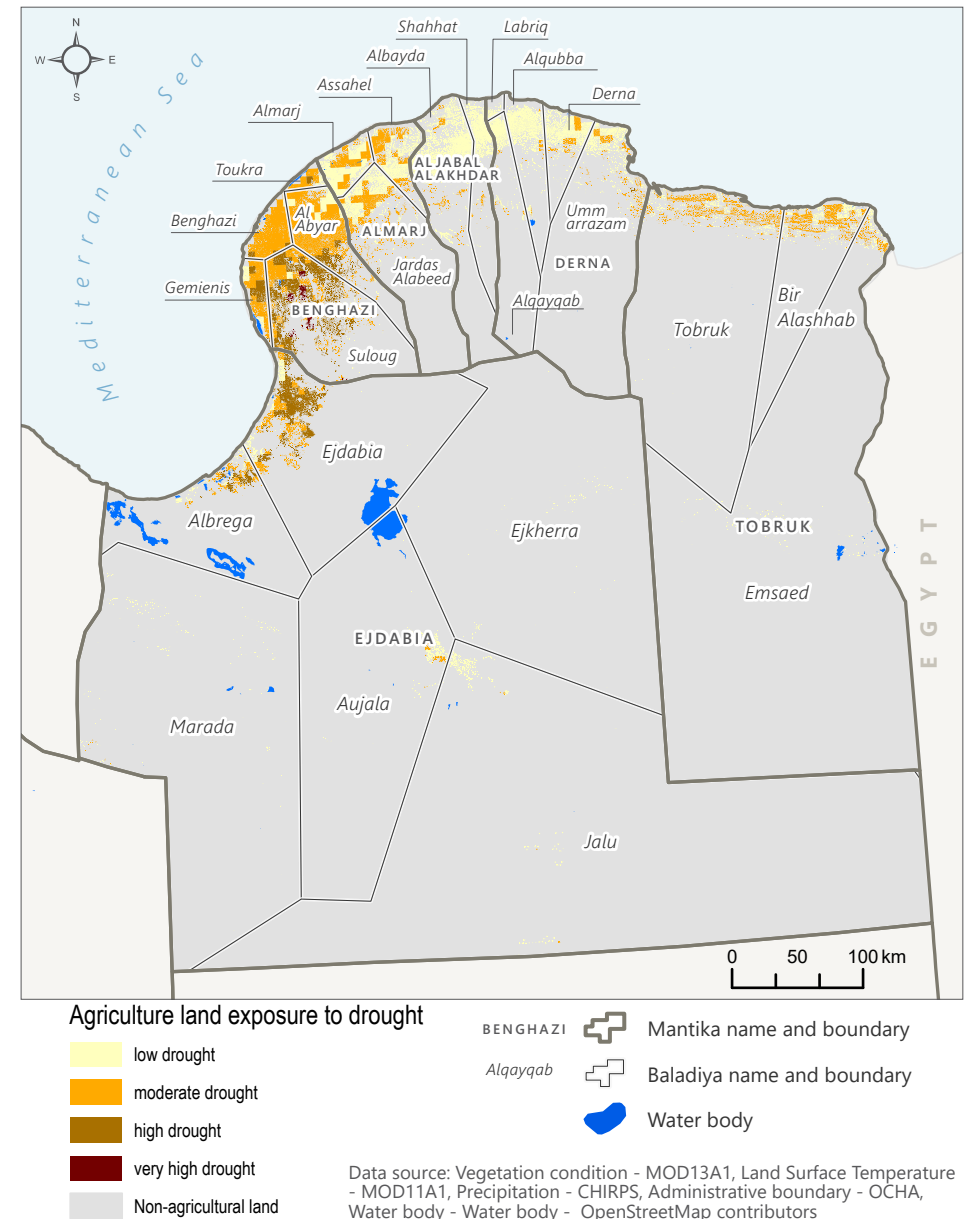 N
W
E
S
Mediterranean Sea
Shahhat
Labriq
Albayda
Alqubba
Assahel
Derna
Almarj
Toukra
AL JABAL
AL AKHDAR
Benghazi
Al
Abyar
ALMARJ
Umm
arrazam
Jardas
Alabeed
DERNA
Gemienis
BENGHAZI
Alqayqab
Bir
Alashhab
Tobruk
Suloug
Ejdabia
Albrega
Ejkherra
TOBRUK
EGYPT
Emsaed
EJDABIA
Aujala
Marada
Jalu
0 50 100 km
Agriculture land exposure to drought
low drought
moderate drought
high drought
very high drought
Non-agricultural land
BENGHAZI Mantika name and boundary
Alqayqab Baladiya name and boundary
Water body
Data source: Vegetation condition - MOD13A1, Land Surface Temperature
- MOD11A1, Precipitation - CHIRPS, Administrative boundary - OCHA,
Water body - Water body - OpenStreetMap contributors